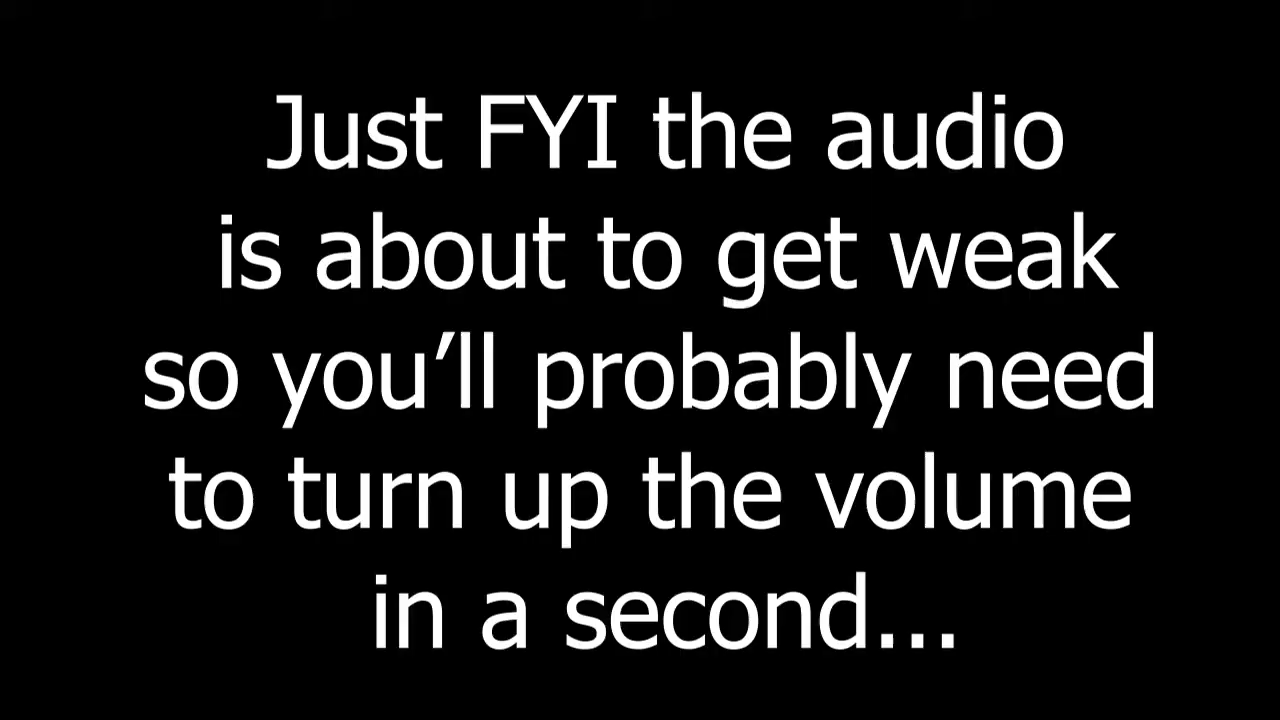 Just FYI the audio
is about to get weak
so you’ll probably need
to turn up the volume
in a second...